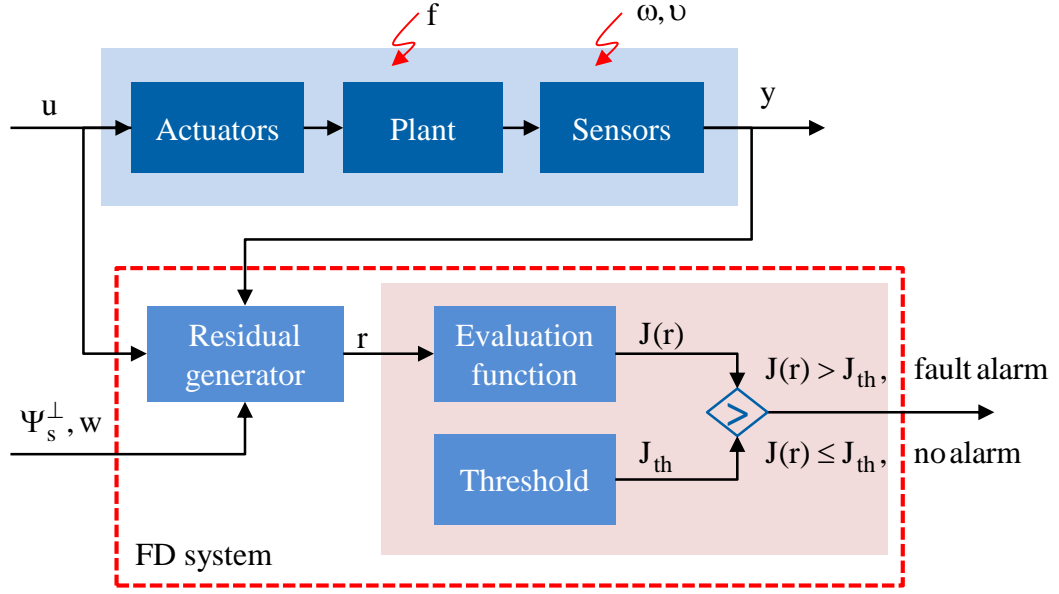 f
ω, υ
u
y
Actuators
Plant
Sensors
Residual
generator
r
Evaluation
function
J(r)
J(r) > J_th, fault alarm
>
Ψ_s^⊥, w
Threshold
J_th
J(r) ≤ J_th, no alarm
FD system